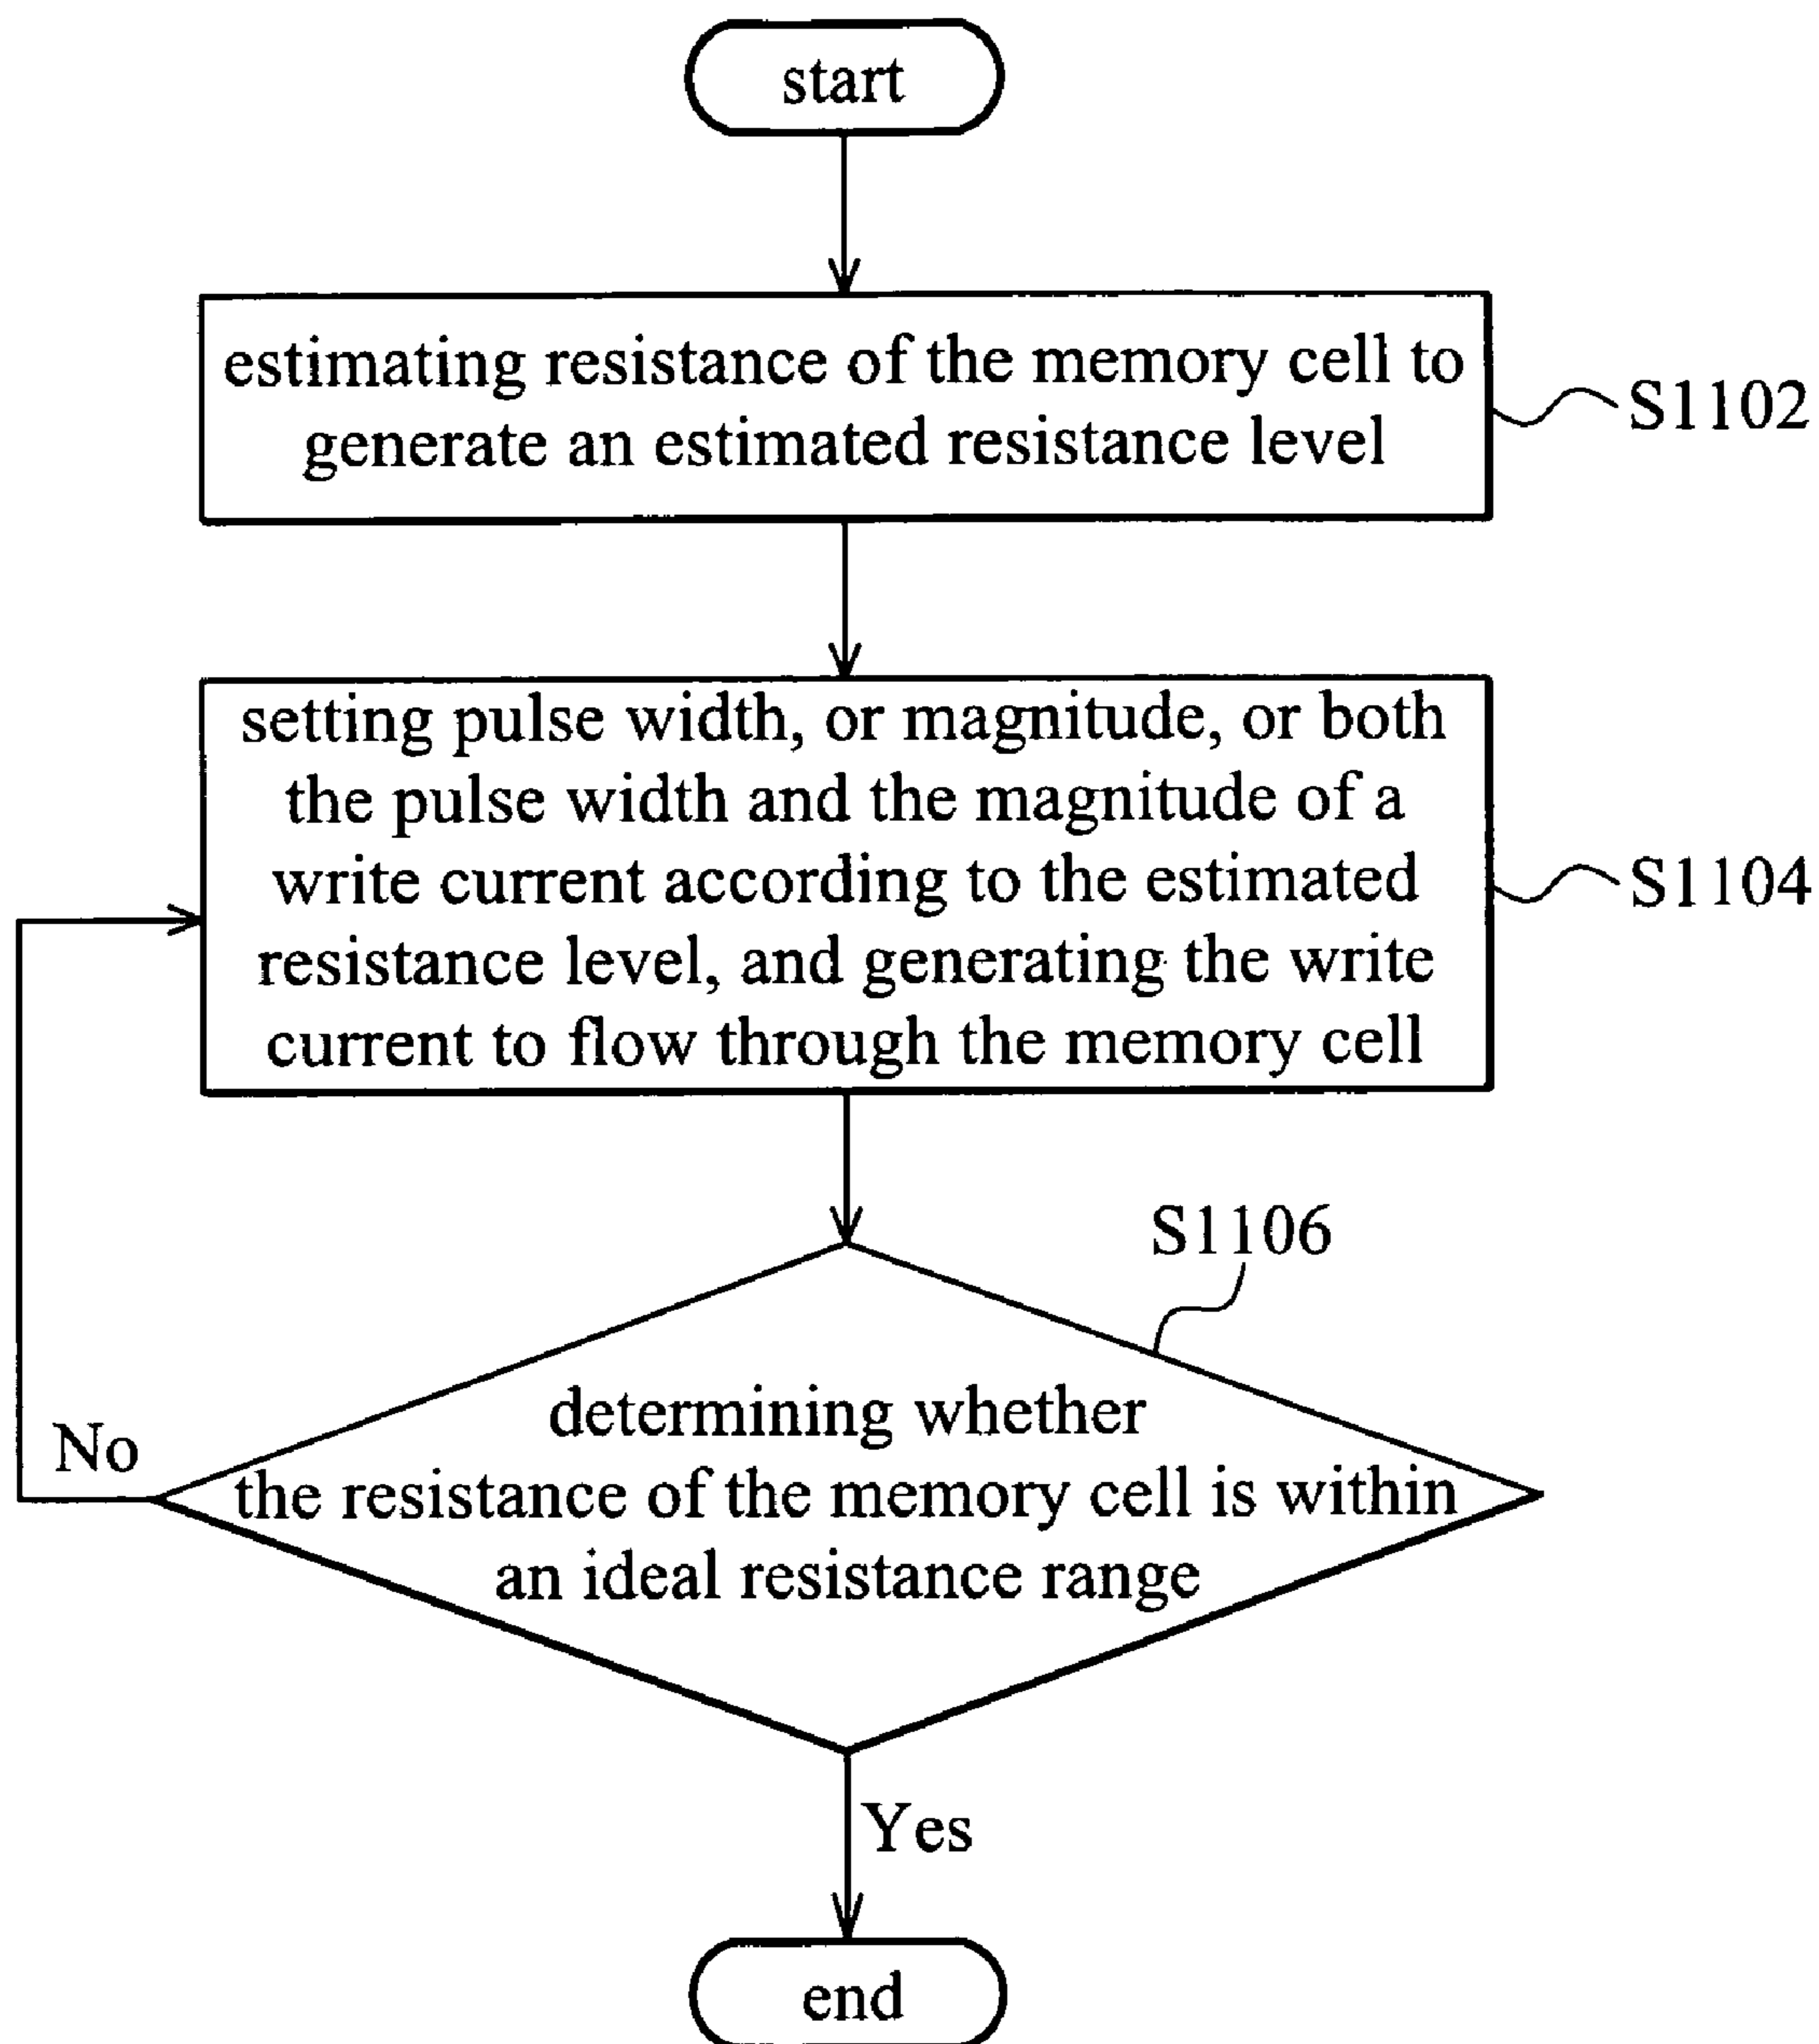 start
estimating resistance of the memory cell to
generate an estimated resistance level
S1102
setting pulse width, or magnitude, or both
the pulse width and the magnitude of a
write current according to the estimated
resistance level, and generating the write
current to flow through the memory cell
S1104
S1106
determining whether
the resistance of the memory cell is within
an ideal resistance range
No
Yes
end